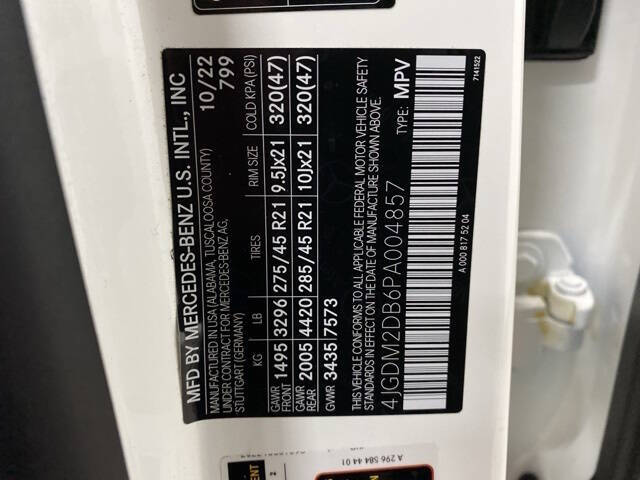 MFD BY MERCEDES-BENZ U.S. INTL., INC
MANUFACTURED IN USA (ALABAMA, TUSCALOOSA COUNTY)
UNDER CONTRACT FOR MERCEDES-BENZ AG,
STUTTGART (GERMANY)
10/22
799
KG LB TIRES RIM SIZE COLD KPA(PSI)
GAWR FRONT 1495 3296 275/45 R21 9.5Jx21 320(47)
GAWR REAR 2005 4420 285/45 R21 10Jx21 320(47)
GVWR 3435 7573
THIS VEHICLE CONFORMS TO ALL APPLICABLE FEDERAL MOTOR VEHICLE SAFETY
STANDARDS IN EFFECT ON THE DATE OF MANUFACTURE SHOWN ABOVE.
4JGDM2DB6PA004857 TYPE: MPV
A 000 817 52 04
7141522
A 296 584 44 01